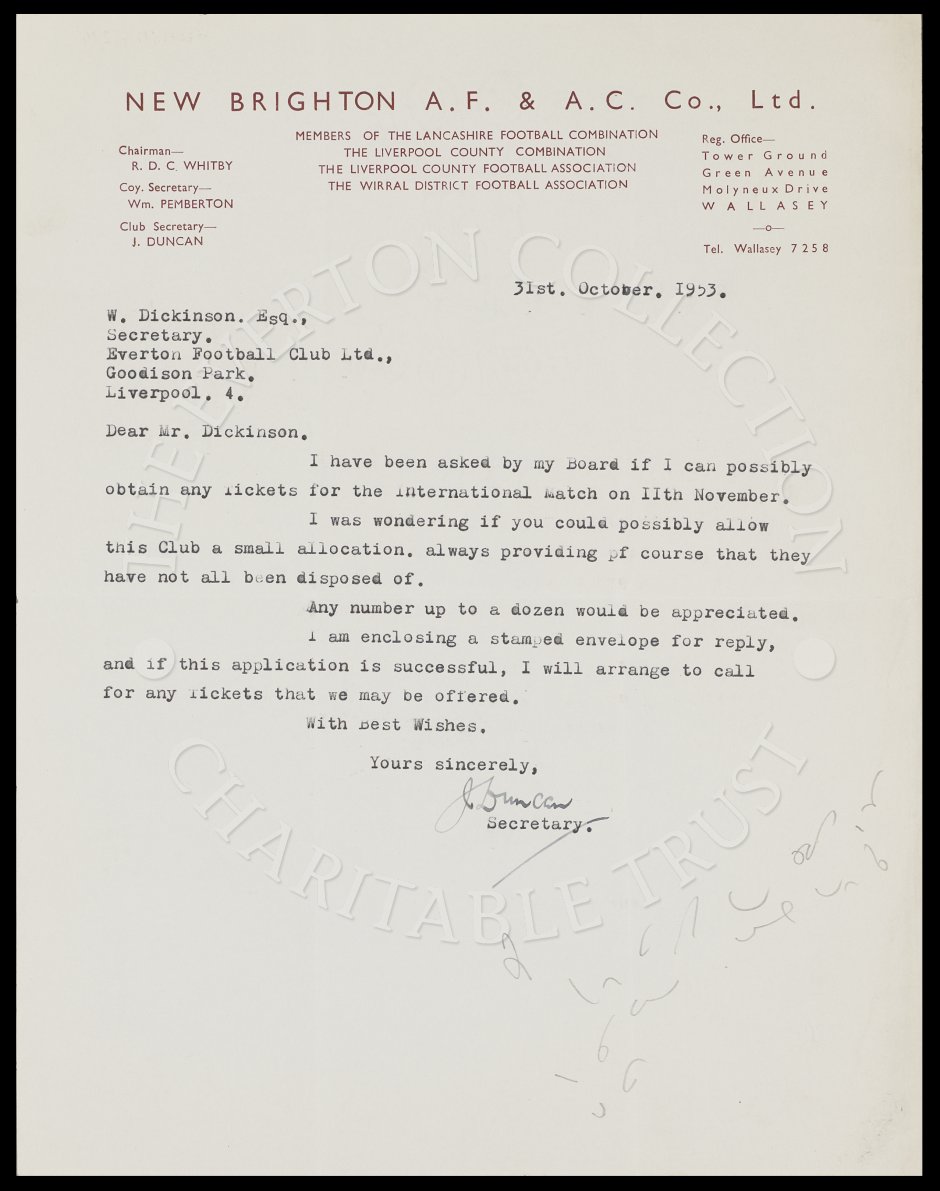 NEW BRIGHTON A.F. & A.C. Co., Ltd.
Chairman—
R. D. C. WHITBY
Coy. Secretary—
Wm. PEMBERTON
Club Secretary—
J. DUNCAN
MEMBERS OF THE LANCASHIRE FOOTBALL COMBINATION
THE LIVERPOOL COUNTY COMBINATION
THE LIVERPOOL COUNTY FOOTBALL ASSOCIATION
THE WIRRAL DISTRICT FOOTBALL ASSOCIATION
Reg. Office—
Tower Ground
Green Avenue
Molyneux Drive
WALLASEY
—o—
Tel. Wallasey 7258
31st. October. 1953.
W. Dickinson. Esq.,
Secretary.
Everton Football Club Ltd.,
Goodison Park.
Liverpool. 4.
Dear Mr. Dickinson.
I have been asked by my Board if I can possibly
obtain any Tickets for the International Match on IIth November.
I was wondering if you could possibly allow
this Club a small allocation. always providing of course that they
have not all been disposed of.
Any number up to a dozen would be appreciated.
I am enclosing a stamped envelope for reply,
and if this application is successful, I will arrange to call
for any Tickets that we may be offered.
With Best Wishes.
Yours sincerely,
J Duncan
Secretary.
THE EVERTON COLLECTION
CHARITABLE TRUST